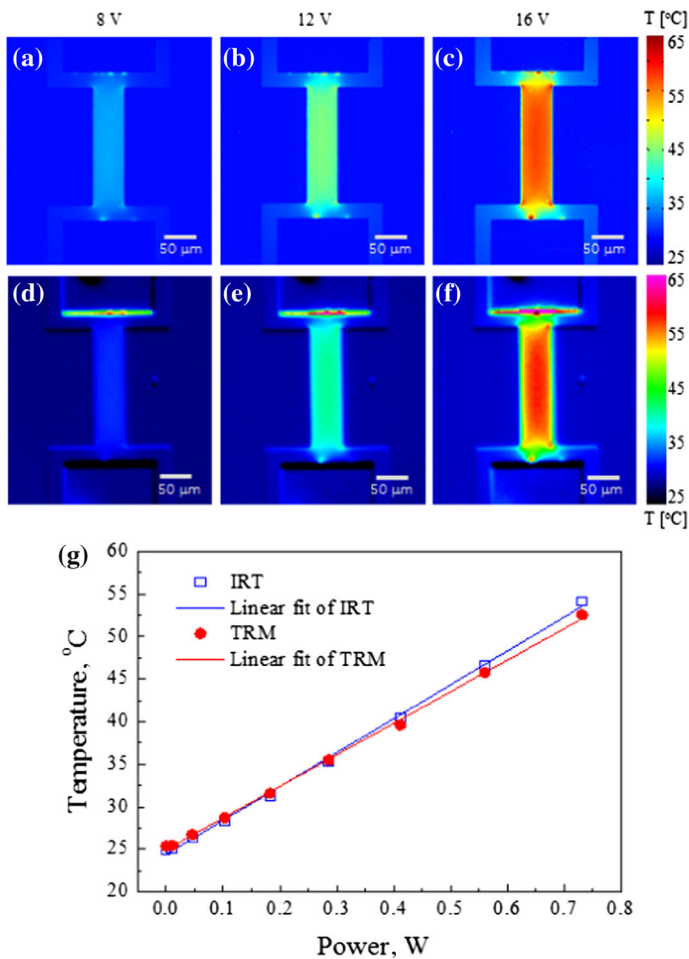 8 V 12 V 16 V T [°C]
(a) (b) (c) 65
55
45
35
25
50 µm 50 µm 50 µm
(d) (e) (f) 65
55
45
35
25
50 µm 50 µm 50 µm
T [°C]
(g)
60
55
50
45
40
35
30
25
20
Temperature, °C
IRT
Linear fit of IRT
TRM
Linear fit of TRM
0.0 0.1 0.2 0.3 0.4 0.5 0.6 0.7 0.8
Power, W